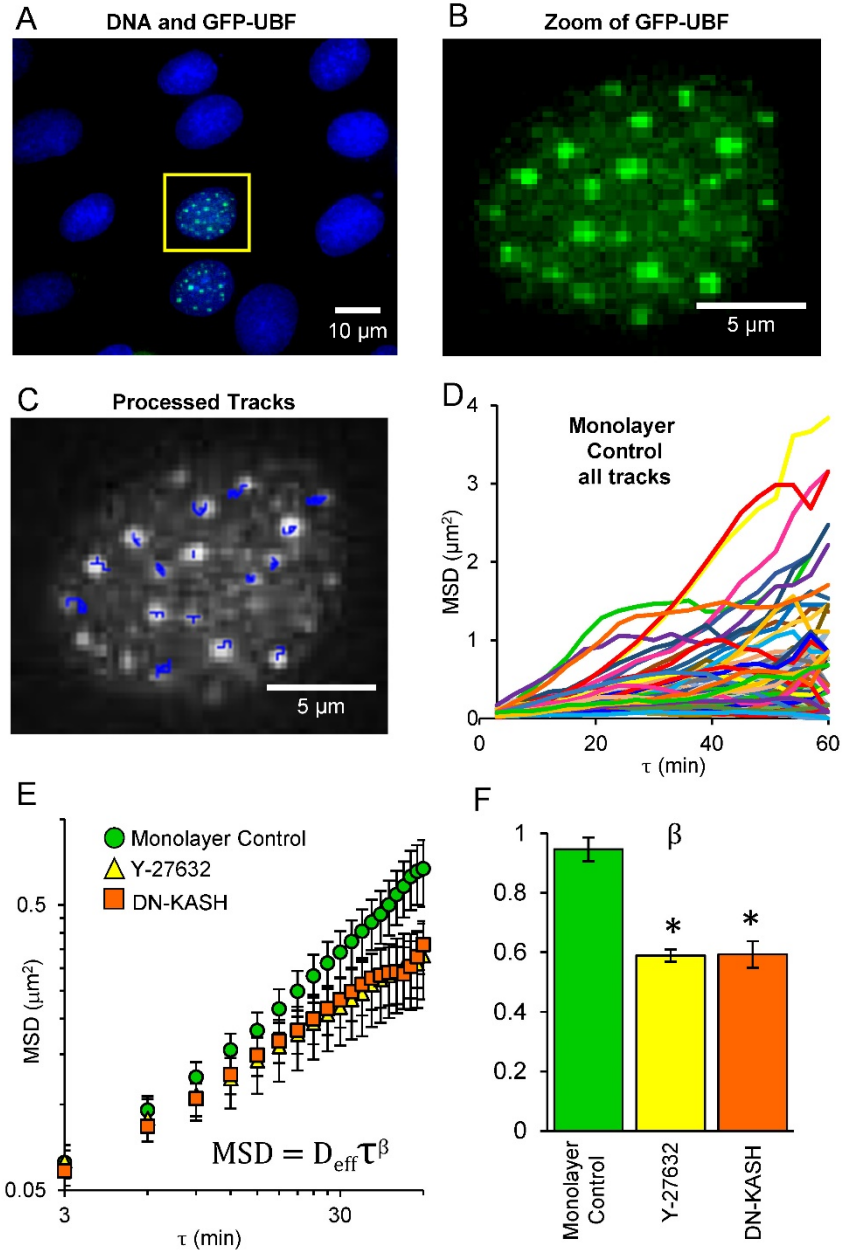 A
DNA and GFP-UBF
10 µm
B
Zoom of GFP-UBF
5 µm
C
Processed Tracks
5 µm
D
Monolayer
Control
all tracks
MSD (µm²)
4
3
2
1
0
0 20 40 60
τ (min)
E
Monolayer Control
Y-27632
DN-KASH
MSD (µm²)
0.5
0.05
MSD = D_eff τ^β
3 30
τ (min)
F
β
1
0.8
0.6
0.4
0.2
0
* *
Monolayer
Control
Y-27632
DN-KASH